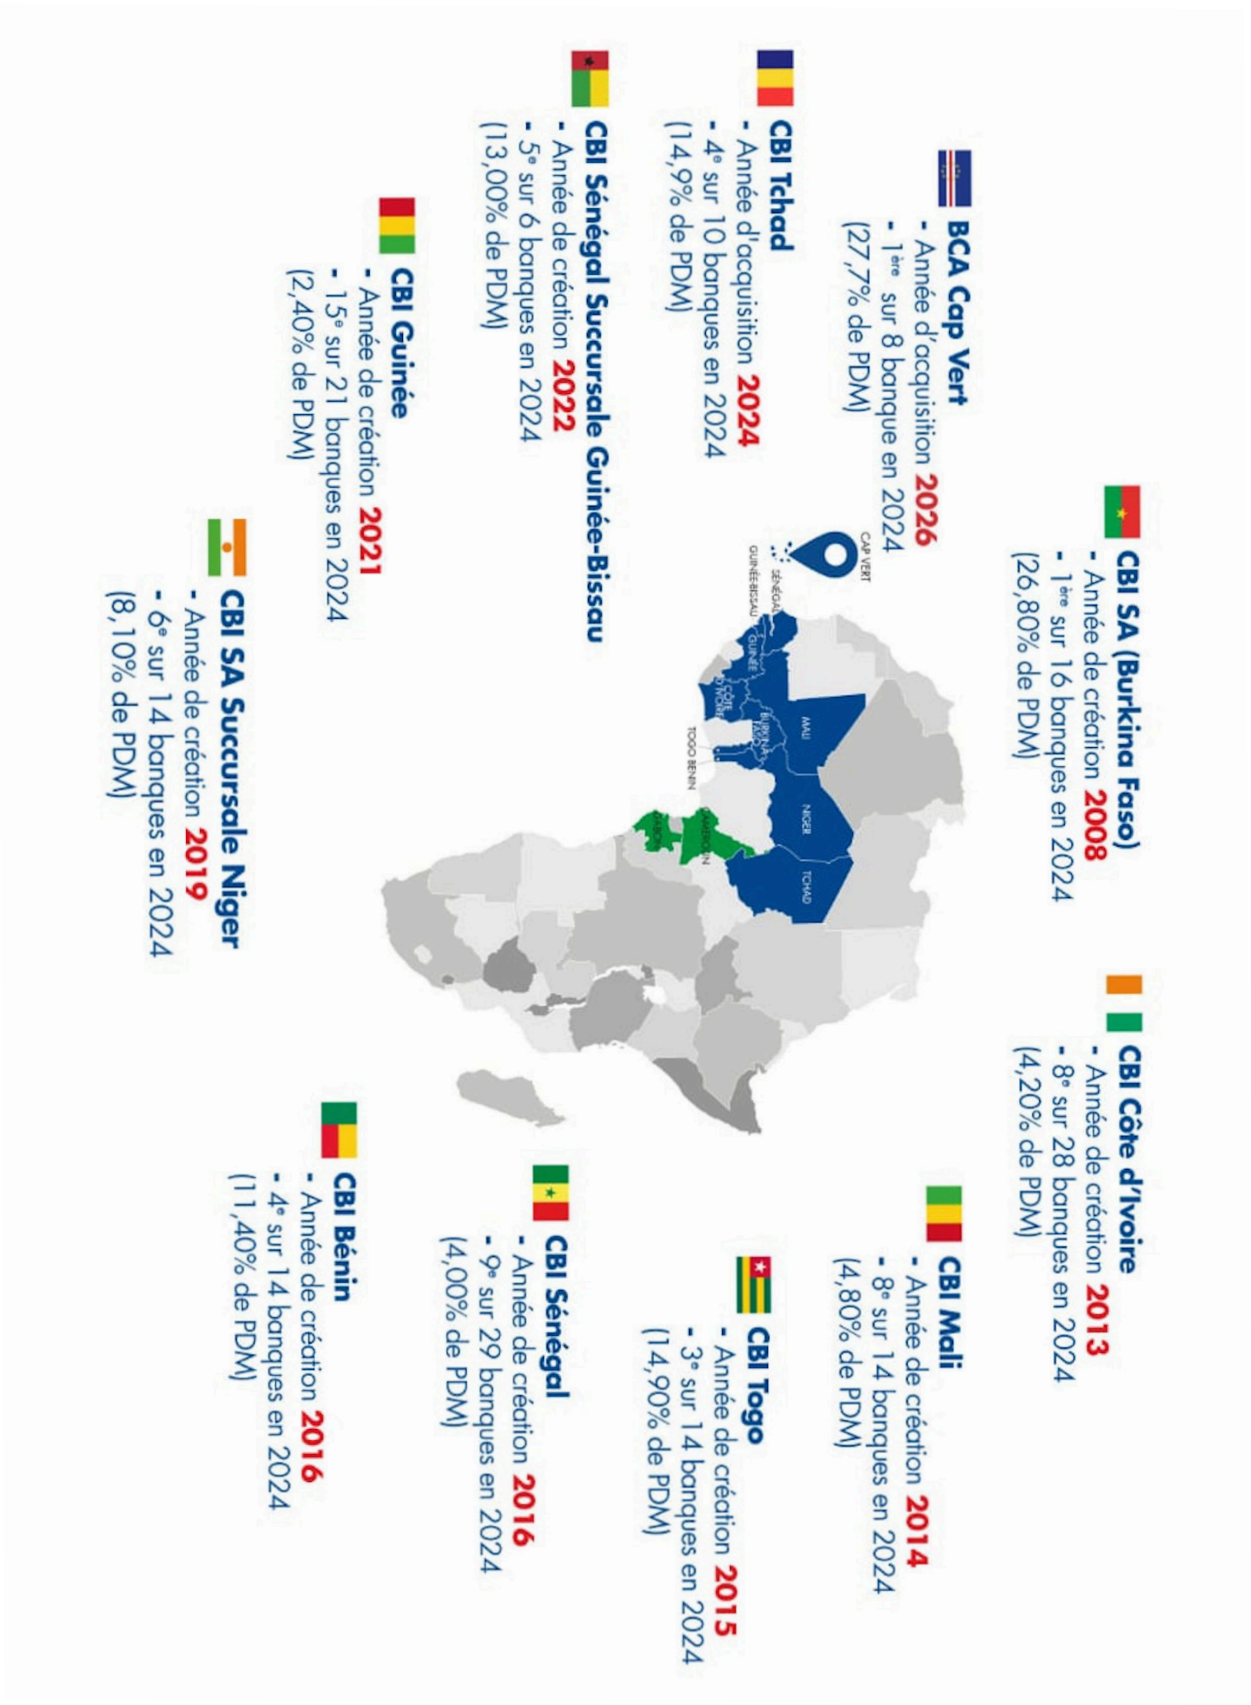 CBI SA (Burkina Faso)
- Année de création 2008
- 1ère sur 16 banques en 2024
(26,80% de PDM)
CBI Côte d’Ivoire
- Année de création 2013
- 8e sur 28 banques en 2024
(4,20% de PDM)
BCA Cap Vert
- Année d’acquisition 2026
- 1ère sur 8 banque en 2024
(27,7% de PDM)
CBI Mali
- Année de création 2014
- 8e sur 14 banques en 2024
(4,80% de PDM)
CBI Tchad
- Année d'acquisition 2024
- 4e sur 10 banques en 2024
(14,9% de PDM)
CBI Togo
- Année de création 2015
- 3e sur 14 banques en 2024
(14,90% de PDM)
CBI Sénégal Succursale Guinée-Bissau
- Année de création 2022
- 5e sur 6 banques en 2024
(13,00% de PDM)
CBI Sénégal
- Année de création 2016
- 9e sur 29 banques en 2024
(4,00% de PDM)
CBI Guinée
- Année de création 2021
- 15e sur 21 banques en 2024
(2,40% de PDM)
CBI Bénin
- Année de création 2016
- 4e sur 14 banques en 2024
(11,40% de PDM)
CBI SA Succursale Niger
- Année de création 2019
- 6e sur 14 banques en 2024
(8,10% de PDM)
CAP VERT
MALI
NIGER
TCHAD
SÉNÉGAL
GUINÉE-BISSAU
GUINÉE
BURKINA
FASO
CÔTE
D'IVOIRE
TOGO BENIN
CAMEROUN
GABON